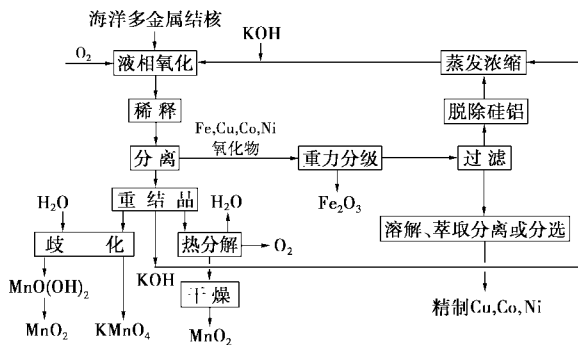 海洋多金属结核
O₂
KOH
液相氧化
蒸发浓缩
稀释
脱除硅铝
Fe,Cu,Co,Ni
氧化物
分离
重力分级
过滤
重结品
H₂O
H₂O
Fe₂O₃
溶解、萃取分离或分选
歧化
热分解
O₂
MnO(OH)₂
KOH
干燥
精制Cu,Co,Ni
MnO₂
KMnO₄
MnO₂